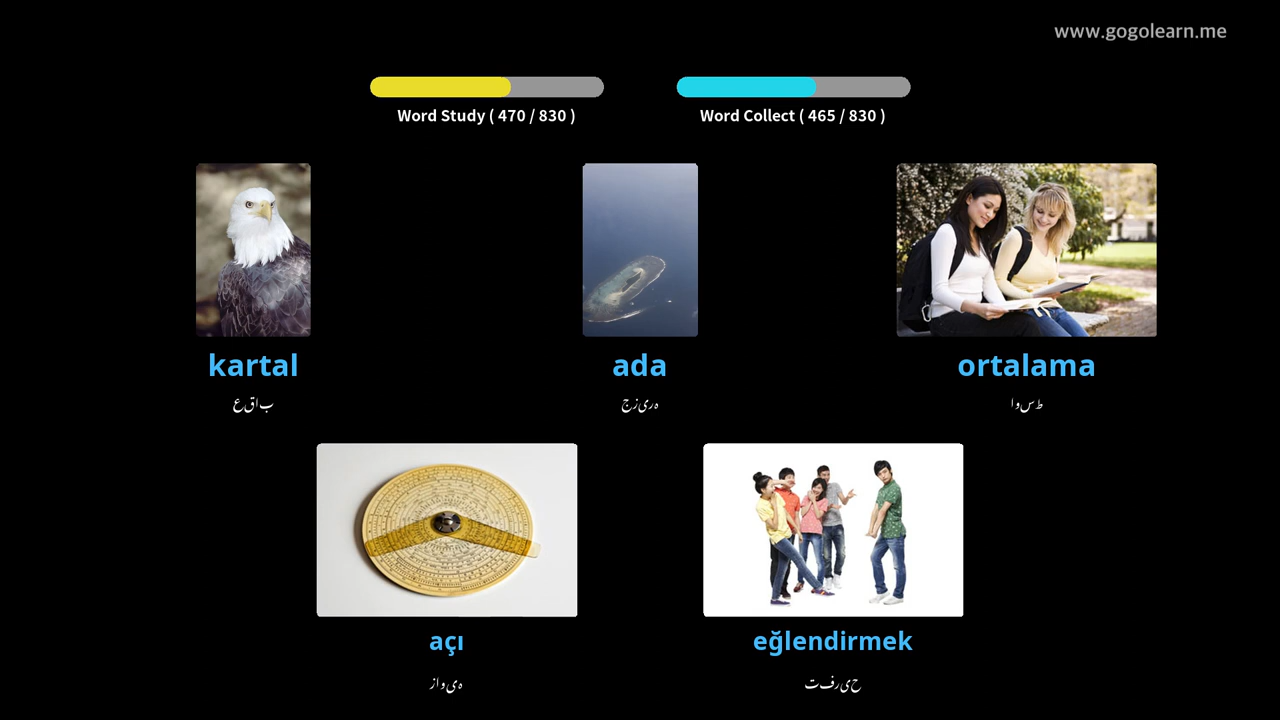 www.gogolearn.me
Word Study ( 470 / 830 )
Word Collect ( 465 / 830 )
kartal
ada
ortalama
عقاب
جزیرہ
اوسط
açı
eğlendirmek
زاویہ
تفریح